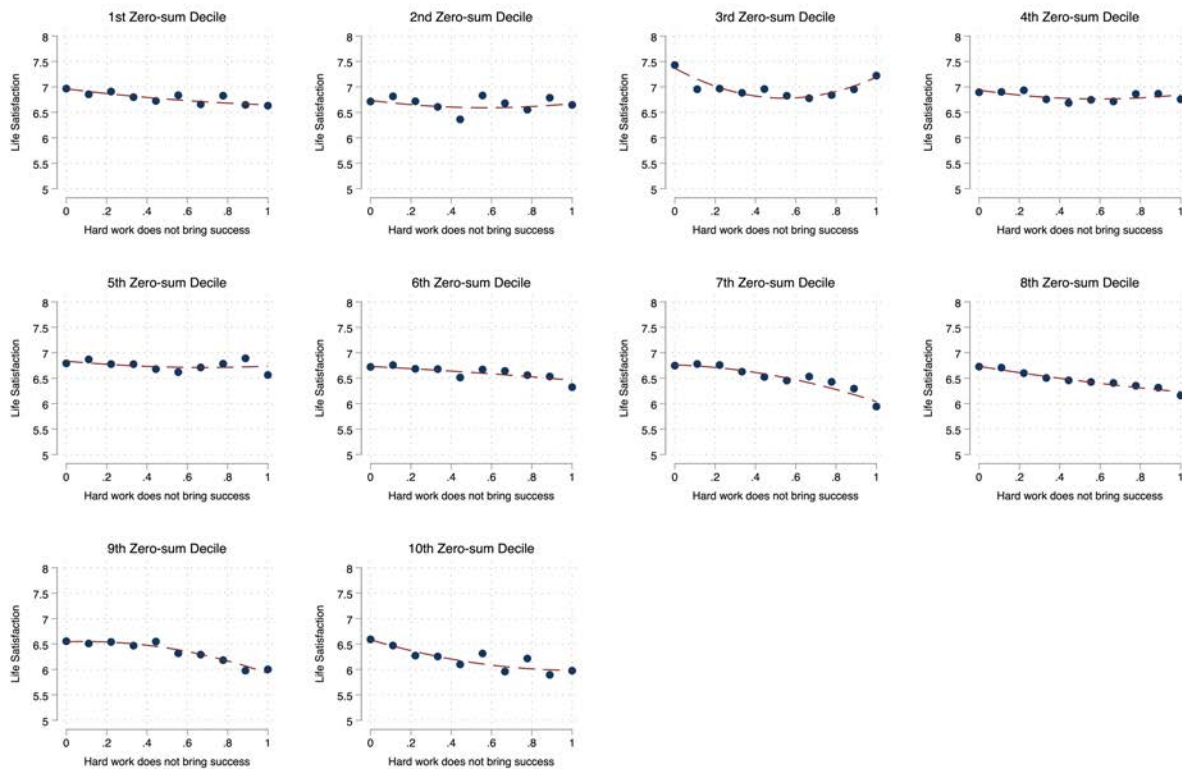 1st Zero-sum Decile
8
7.5
7
6.5
6
5.5
5
Life Satisfaction
0 .2 .4 .6 .8 1
Hard work does not bring success
2nd Zero-sum Decile
8
7.5
7
6.5
6
5.5
5
Life Satisfaction
0 .2 .4 .6 .8 1
Hard work does not bring success
3rd Zero-sum Decile
8
7.5
7
6.5
6
5.5
5
Life Satisfaction
0 .2 .4 .6 .8 1
Hard work does not bring success
4th Zero-sum Decile
8
7.5
7
6.5
6
5.5
5
Life Satisfaction
0 .2 .4 .6 .8 1
Hard work does not bring success
5th Zero-sum Decile
8
7.5
7
6.5
6
5.5
5
Life Satisfaction
0 .2 .4 .6 .8 1
Hard work does not bring success
6th Zero-sum Decile
8
7.5
7
6.5
6
5.5
5
Life Satisfaction
0 .2 .4 .6 .8 1
Hard work does not bring success
7th Zero-sum Decile
8
7.5
7
6.5
6
5.5
5
Life Satisfaction
0 .2 .4 .6 .8 1
Hard work does not bring success
8th Zero-sum Decile
8
7.5
7
6.5
6
5.5
5
Life Satisfaction
0 .2 .4 .6 .8 1
Hard work does not bring success
9th Zero-sum Decile
8
7.5
7
6.5
6
5.5
5
Life Satisfaction
0 .2 .4 .6 .8 1
Hard work does not bring success
10th Zero-sum Decile
8
7.5
7
6.5
6
5.5
5
Life Satisfaction
0 .2 .4 .6 .8 1
Hard work does not bring success